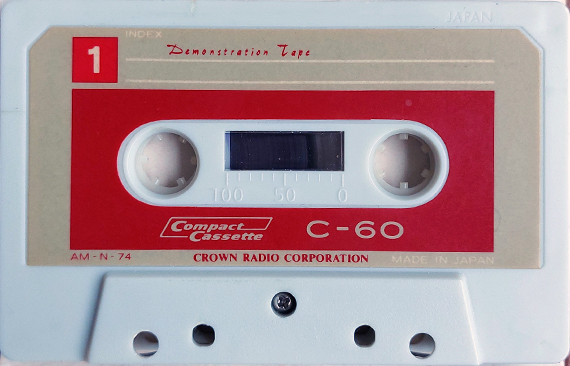 JAPAN
INDEX
1
Demonstration Tape
100 50 0
Compact
Cassette
C-60
AM-N-74 CROWN RADIO CORPORATION MADE IN JAPAN